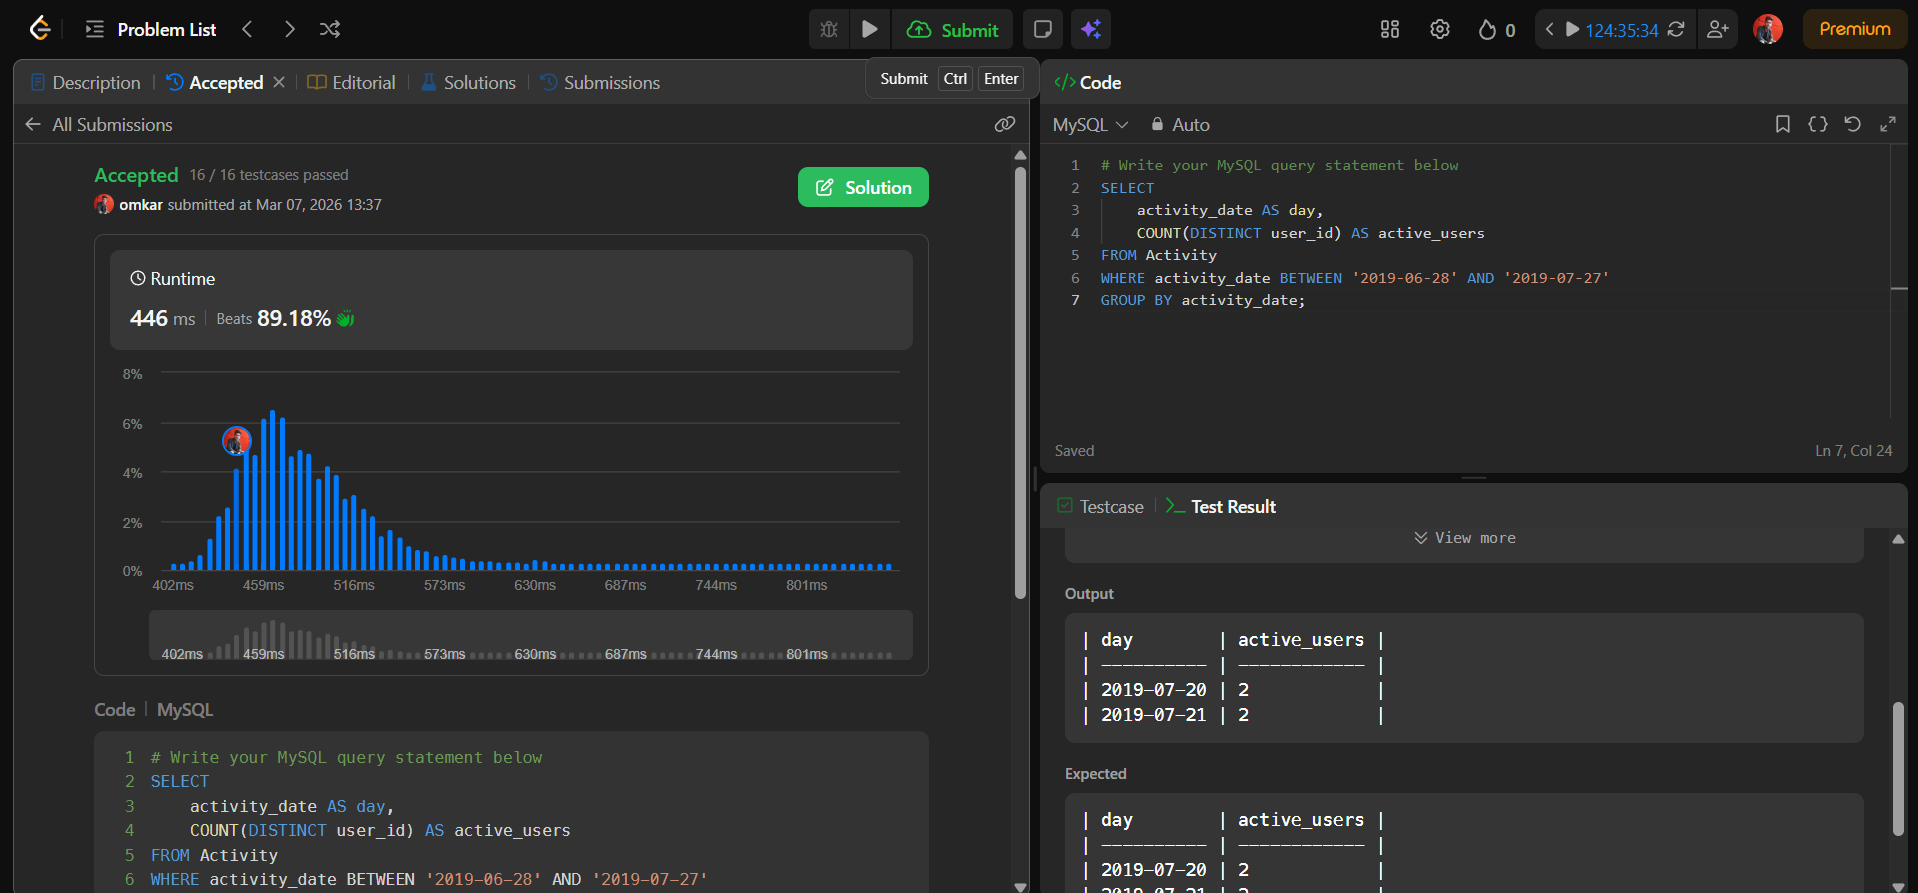 Problem List
Submit
0
124:35:34
Premium
Description
Accepted
Editorial
Solutions
Submissions
Submit Ctrl Enter
All Submissions
Accepted 16 / 16 testcases passed
omkar submitted at Mar 07, 2026 13:37
Solution
Runtime
446 ms Beats 89.18%
8%
6%
4%
2%
0%
402ms 459ms 516ms 573ms 630ms 687ms 744ms 801ms
402ms 459ms 516ms 573ms 630ms 687ms 744ms 801ms
Code | MySQL
1 # Write your MySQL query statement below
2 SELECT
3 activity_date AS day,
4 COUNT(DISTINCT user_id) AS active_users
5 FROM Activity
6 WHERE activity_date BETWEEN '2019-06-28' AND '2019-07-27'
</> Code
MySQL Auto
1 # Write your MySQL query statement below
2 SELECT
3 activity_date AS day,
4 COUNT(DISTINCT user_id) AS active_users
5 FROM Activity
6 WHERE activity_date BETWEEN '2019-06-28' AND '2019-07-27'
7 GROUP BY activity_date;
Saved Ln 7, Col 24
Testcase
Test Result
View more
Output
| day | active_users |
| ---------- | ------------ |
| 2019-07-20 | 2 |
| 2019-07-21 | 2 |
Expected
| day | active_users |
| ---------- | ------------ |
| 2019-07-20 | 2 |
| 2019-07-21 | 2 |